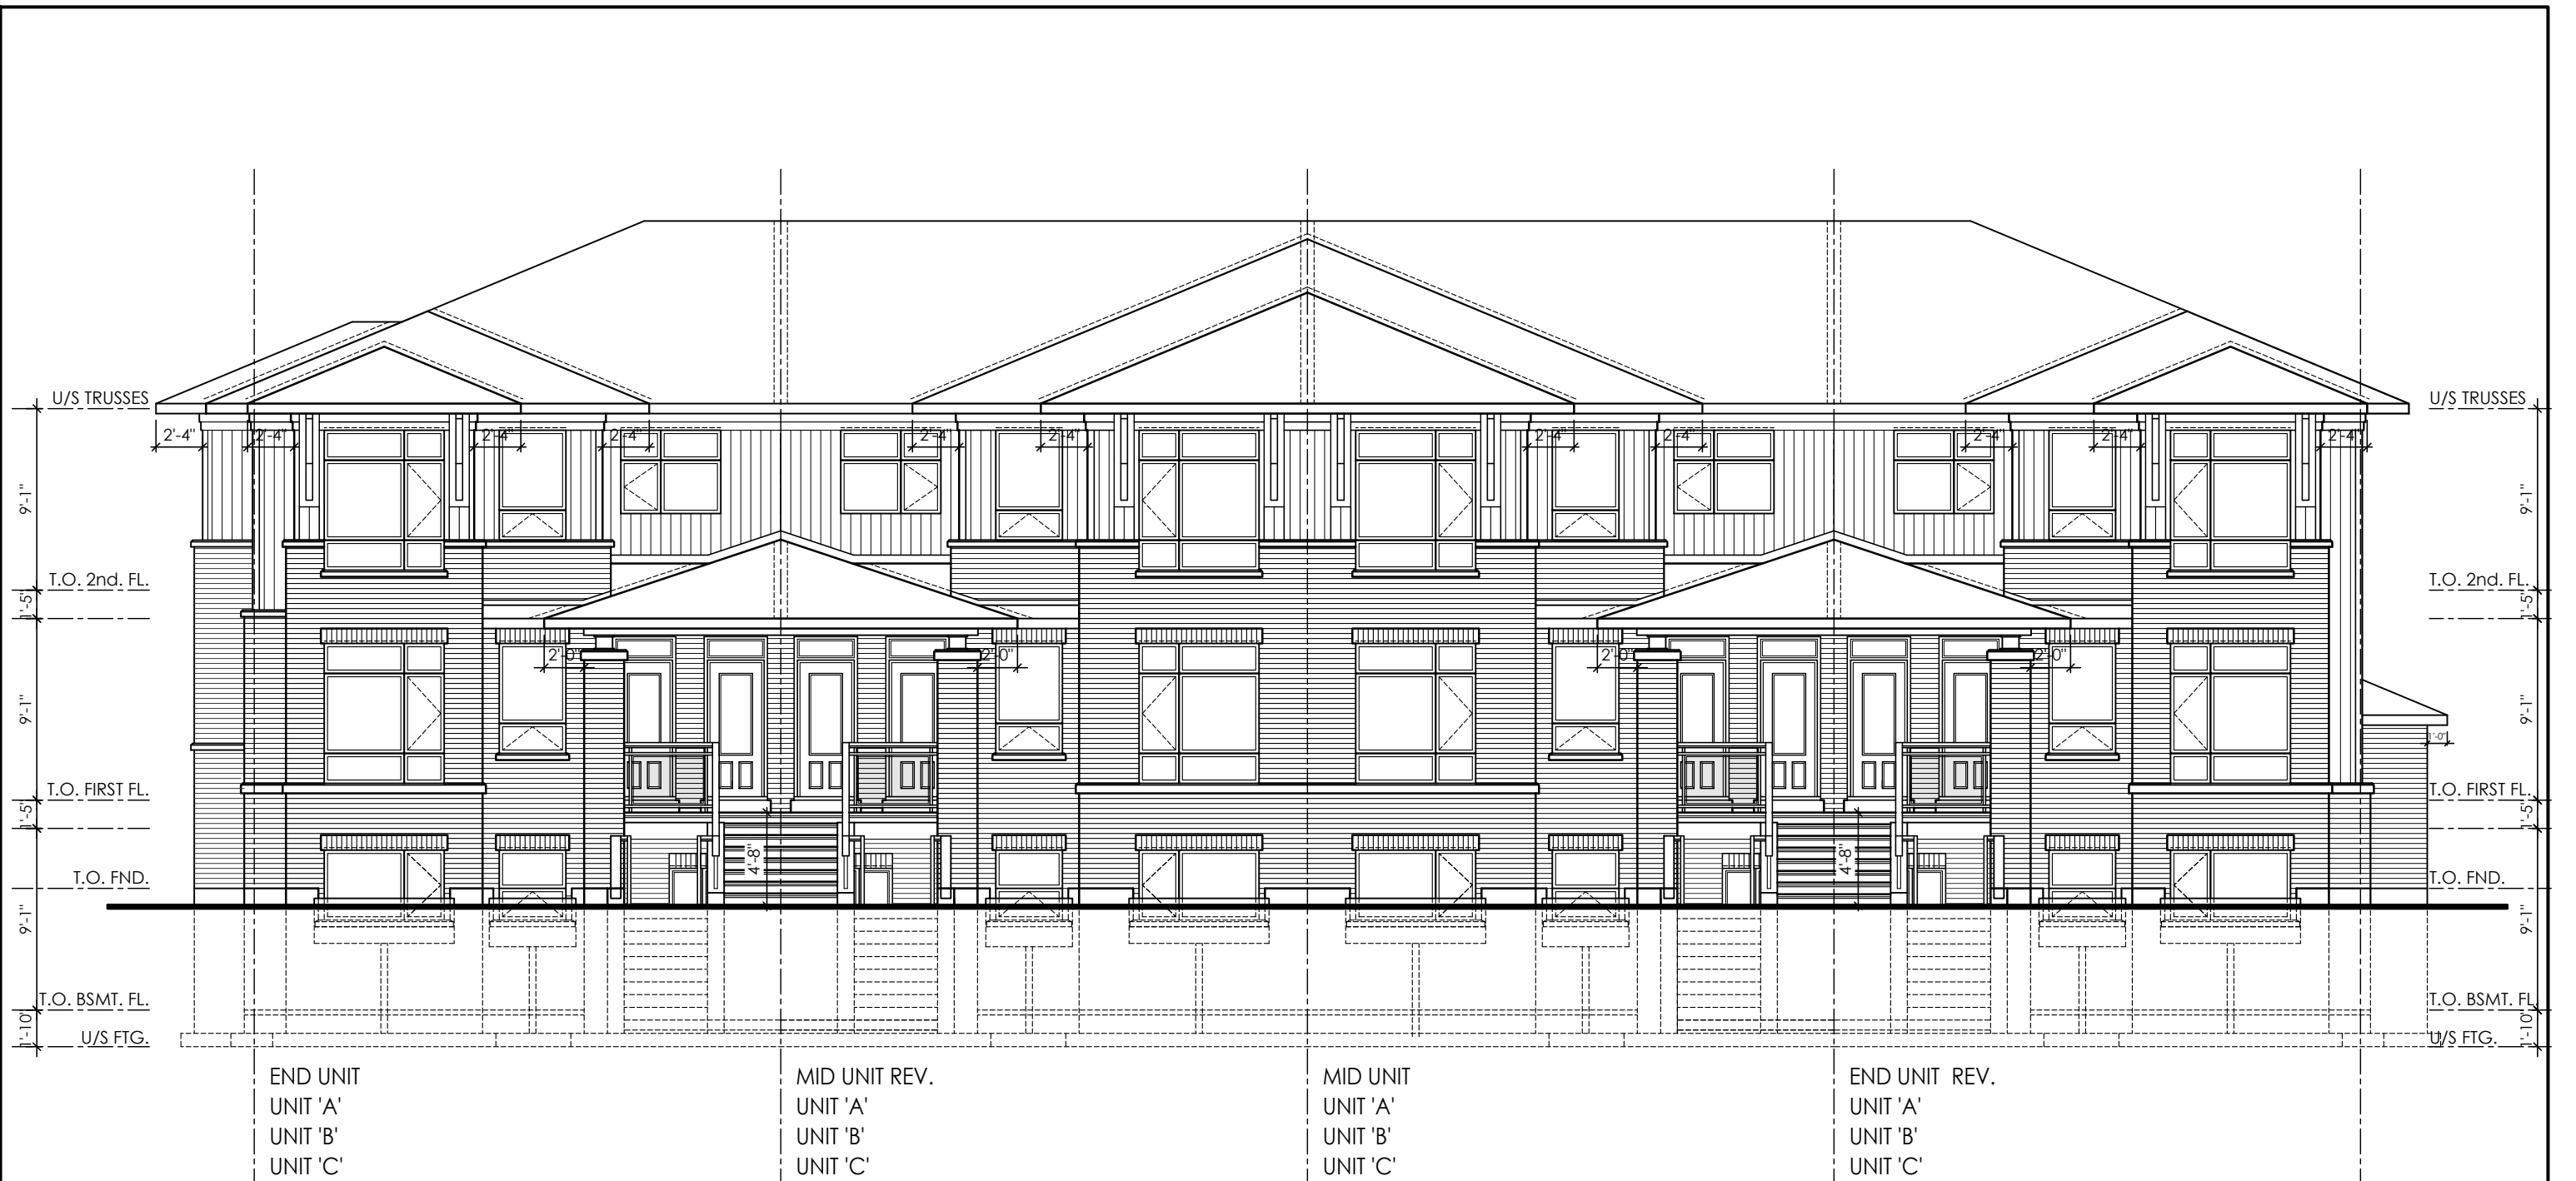 U/S TRUSSES
U/S TRUSSES
2'-4"
2'-4"
2'-4"
2'-4"
2'-4"
2'-4"
2'-4"
2'-4"
2'-4"
2'-4"
2'-4"
9'-1"
9'-1"
T.O. 2nd. FL.
T.O. 2nd. FL.
1'-5"
1'-5"
2'-0"
2'-0"
2'-0"
2'-0"
9'-1"
9'-1"
1'-0"
T.O. FIRST FL.
T.O. FIRST FL.
1'-5"
1'-5"
4'-8"
4'-8"
T.O. FND.
T.O. FND.
9'-1"
9'-1"
T.O. BSMT. FL.
T.O. BSMT. FL
1'-10"
1'-10"
U/S FTG.
U/S FTG.
END UNIT
UNIT 'A'
UNIT 'B'
UNIT 'C'
MID UNIT REV.
UNIT 'A'
UNIT 'B'
UNIT 'C'
MID UNIT
UNIT 'A'
UNIT 'B'
UNIT 'C'
END UNIT REV.
UNIT 'A'
UNIT 'B'
UNIT 'C'